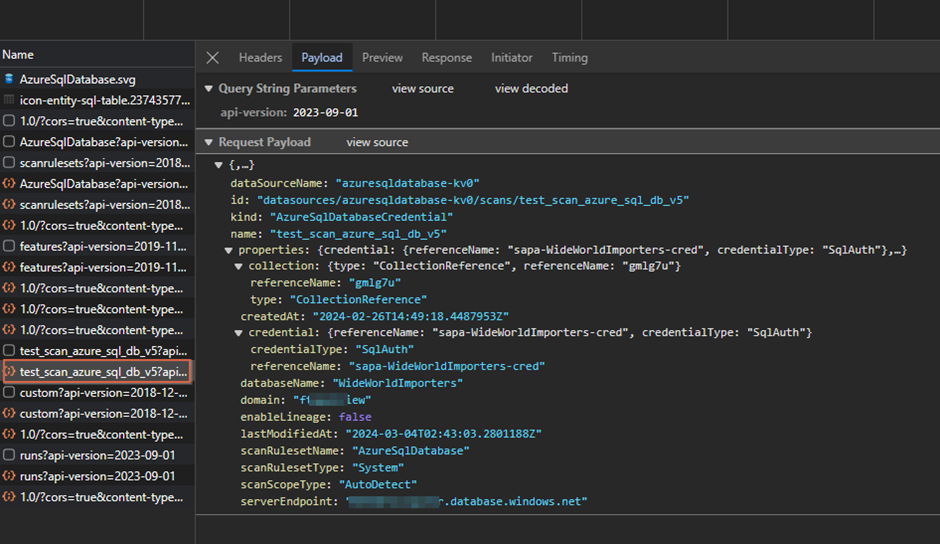 Name
AzureSqlDatabase.svg
icon-entity-sql-table.23743577...
1.0/?cors=true&content-type...
AzureSqlDatabase?api-version...
scanrulesets?api-version=2018...
AzureSqlDatabase?api-version...
scanrulesets?api-version=2018...
1.0/?cors=true&content-type...
features?api-version=2019-11...
features?api-version=2019-11...
1.0/?cors=true&content-type...
1.0/?cors=true&content-type...
1.0/?cors=true&content-type...
test_scan_azure_sql_db_v5?api...
test_scan_azure_sql_db_v5?api...
custom?api-version=2018-12-...
custom?api-version=2018-12-...
1.0/?cors=true&content-type...
runs?api-version=2023-09-01
runs?api-version=2023-09-01
1.0/?cors=true&content-type...
Headers Payload Preview Response Initiator Timing
Query String Parameters view source view decoded
api-version: 2023-09-01
Request Payload view source
{,…}
dataSourceName: "azuresqldatabase-kv0"
id: "datasources/azuresqldatabase-kv0/scans/test_scan_azure_sql_db_v5"
kind: "AzureSqlDatabaseCredential"
name: "test_scan_azure_sql_db_v5"
properties: {credential: {referenceName: "sapa-WideWorldImporters-cred", credentialType: "SqlAuth"},…}
collection: {type: "CollectionReference", referenceName: "gmlg7u"}
referenceName: "gmlg7u"
type: "CollectionReference"
createdAt: "2024-02-26T14:49:18.4487953Z"
credential: {referenceName: "sapa-WideWorldImporters-cred", credentialType: "SqlAuth"}
credentialType: "SqlAuth"
referenceName: "sapa-WideWorldImporters-cred"
databaseName: "WideWorldImporters"
domain: "ft iew"
enableLineage: false
lastModifiedAt: "2024-03-04T02:43:03.2801188Z"
scanRulesetName: "AzureSqlDatabase"
scanRulesetType: "System"
scanScopeType: "AutoDetect"
serverEndpoint: " r.database.windows.net"